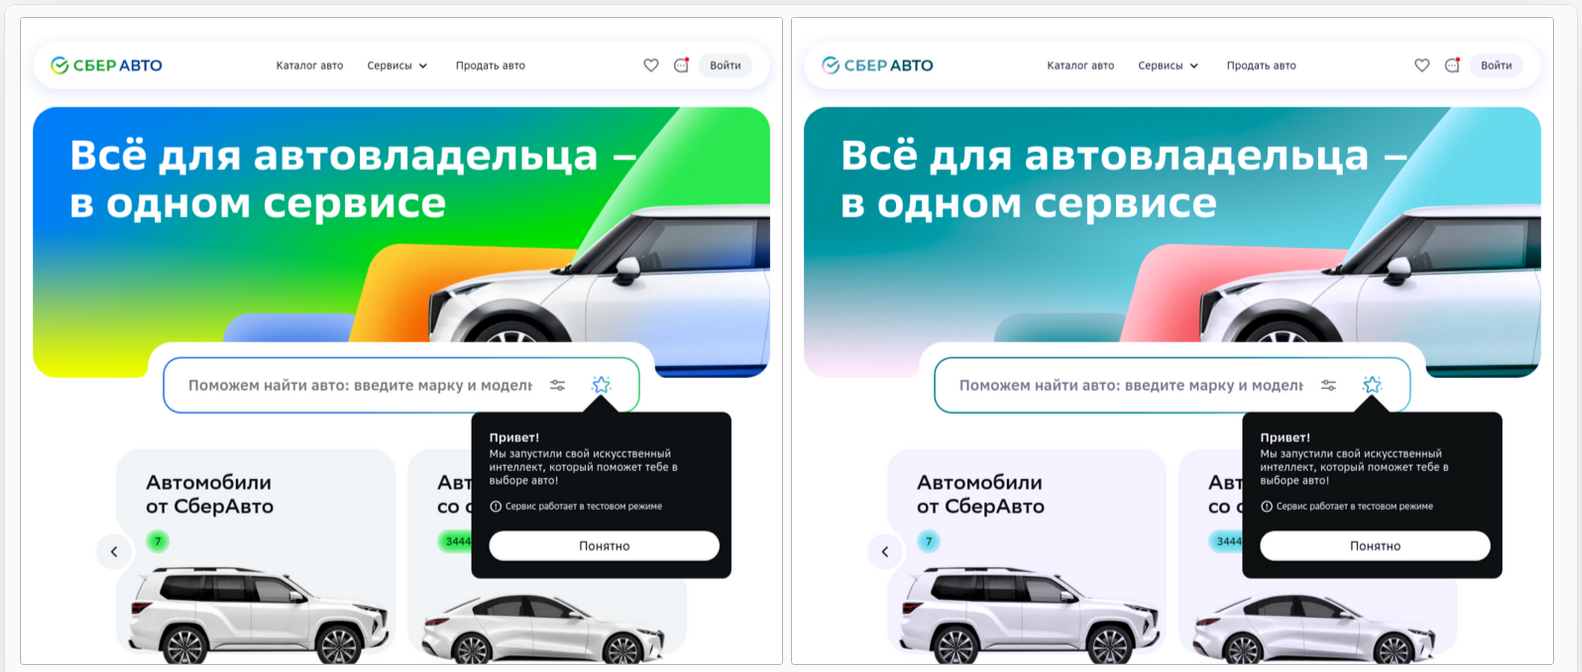 СБЕР АВТО
Каталог авто
Сервисы
Продать авто
Войти
Всё для автовладельца –
в одном сервисе
Поможем найти авто: введите марку и модель
Привет!
Мы запустили свой искусственный
интеллект, который поможет тебе в
выборе авто!
Сервис работает в тестовом режиме
Понятно
Автомобили
от СберАвто
7
Авт
со с
3444
СБЕР АВТО
Каталог авто
Сервисы
Продать авто
Войти
Всё для автовладельца –
в одном сервисе
Поможем найти авто: введите марку и модель
Привет!
Мы запустили свой искусственный
интеллект, который поможет тебе в
выборе авто!
Сервис работает в тестовом режиме
Понятно
Автомобили
от СберАвто
7
Авт
со с
3444